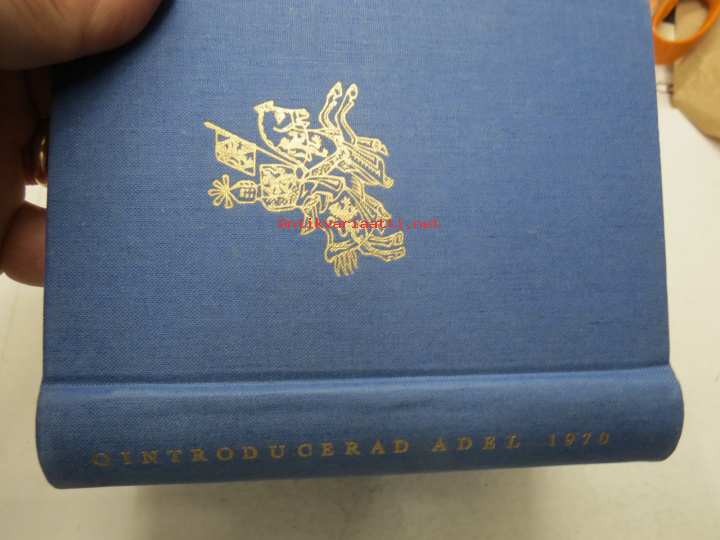 Antikvariaatti.net
OINTRODUCERAD ADEL 1970